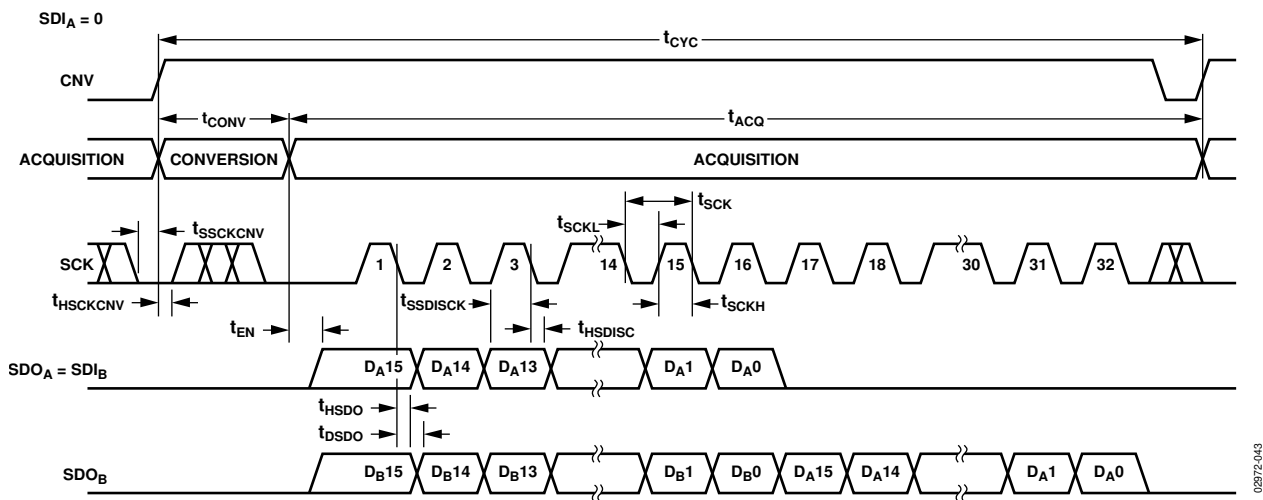 SDIA = 0
tCYC
CNV
tCONV
tACQ
ACQUISITION
CONVERSION
ACQUISITION
tSCK
tSCKL
tSSCKCNV
SCK
1
2
3
14
15
16
17
18
30
31
32
tHSCKCNV
tSSDISCK
tSCKH
tEN
tHSDISC
SDOA = SDIB
DA15
DA14
DA13
DA1
DA0
tHSDO
tDSDO
SDOB
DB15
DB14
DB13
DB1
DB0
DA15
DA14
DA1
DA0
02972-043